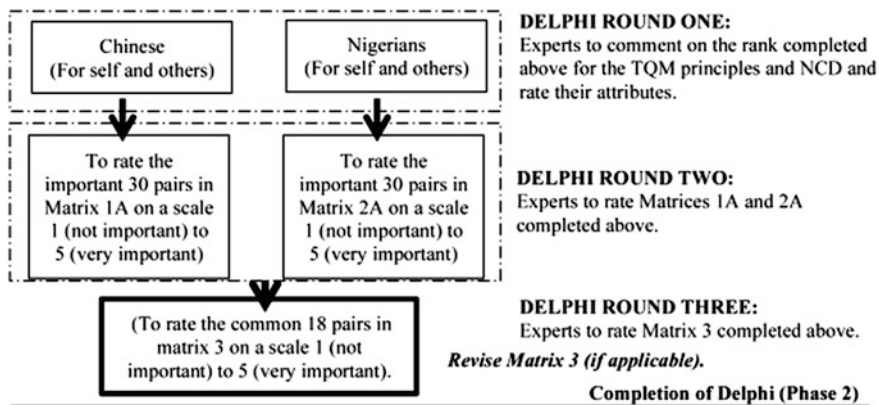 Chinese
(For self and others)
Nigerians
(For self and others)
DELPHI ROUND ONE:
Experts to comment on the rank completed
above for the TQM principles and NCD and
rate their attributes.
To rate the
important 30 pairs in
Matrix 1A on a scale
1 (not important) to
5 (very important)
To rate the
important 30 pairs in
Matrix 2A on a scale
1 (not important) to
5 (very important)
DELPHI ROUND TWO:
Experts to rate Matrices 1A and 2A
completed above.
(To rate the common 18 pairs in
matrix 3 on a scale 1 (not
important) to 5 (very important).
DELPHI ROUND THREE:
Experts to rate Matrix 3 completed above.
Revise Matrix 3 (if applicable).
Completion of Delphi (Phase 2)